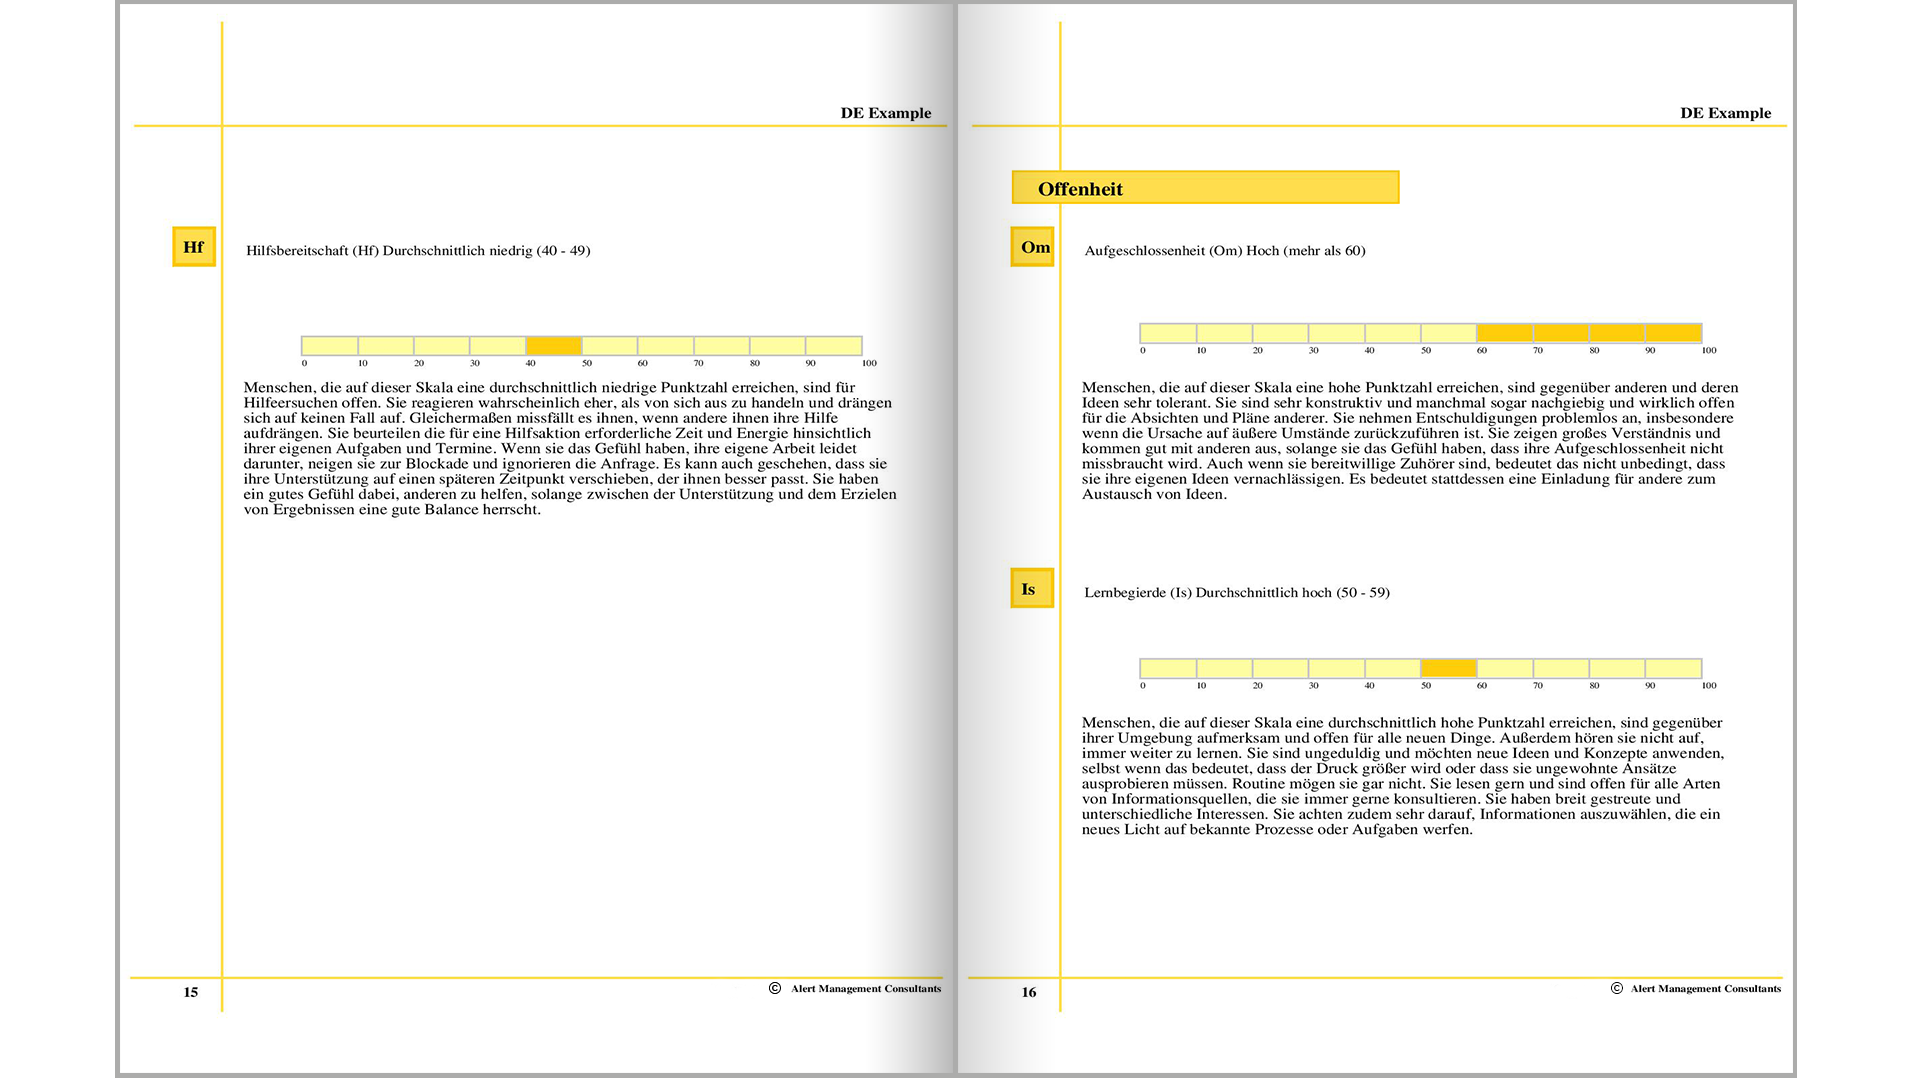 DE Example
Hf
Hilfsbereitschaft (Hf) Durchschnittlich niedrig (40 - 49)
0 10 20 30 40 50 60 70 80 90 100
Menschen, die auf dieser Skala eine durchschnittlich niedrige Punktzahl erreichen, sind für
Hilfeersuchen offen. Sie reagieren wahrscheinlich eher, als von sich aus zu handeln und drängen
sich auf keinen Fall auf. Gleichermaßen missfällt es ihnen, wenn andere ihnen ihre Hilfe
aufdrängen. Sie beurteilen die für eine Hilfsaktion erforderliche Zeit und Energie hinsichtlich
ihrer eigenen Aufgaben und Termine. Wenn sie das Gefühl haben, ihre eigene Arbeit leidet
darunter, neigen sie zur Blockade und ignorieren die Anfrage. Es kann auch geschehen, dass sie
ihre Unterstützung auf einen späteren Zeitpunkt verschieben, der ihnen besser passt. Sie haben
ein gutes Gefühl dabei, anderen zu helfen, solange zwischen der Unterstützung und dem Erzielen
von Ergebnissen eine gute Balance herrscht.
15
© Alert Management Consultants
DE Example
Offenheit
Om
Aufgeschlossenheit (Om) Hoch (mehr als 60)
0 10 20 30 40 50 60 70 80 90 100
Menschen, die auf dieser Skala eine hohe Punktzahl erreichen, sind gegenüber anderen und deren
Ideen sehr tolerant. Sie sind sehr konstruktiv und manchmal sogar nachgiebig und wirklich offen
für die Absichten und Pläne anderer. Sie nehmen Entschuldigungen problemlos an, insbesondere
wenn die Ursache auf äußere Umstände zurückzuführen ist. Sie zeigen großes Verständnis und
kommen gut mit anderen aus, solange sie das Gefühl haben, dass ihre Aufgeschlossenheit nicht
missbraucht wird. Auch wenn sie bereitwillige Zuhörer sind, bedeutet das nicht unbedingt, dass
sie ihre eigenen Ideen vernachlässigen. Es bedeutet stattdessen eine Einladung für andere zum
Austausch von Ideen.
Is
Lernbegierde (Is) Durchschnittlich hoch (50 - 59)
0 10 20 30 40 50 60 70 80 90 100
Menschen, die auf dieser Skala eine durchschnittlich hohe Punktzahl erreichen, sind gegenüber
ihrer Umgebung aufmerksam und offen für alle neuen Dinge. Außerdem hören sie nicht auf,
immer weiter zu lernen. Sie sind ungeduldig und möchten neue Ideen und Konzepte anwenden,
selbst wenn das bedeutet, dass der Druck größer wird oder dass sie ungewohnte Ansätze
ausprobieren müssen. Routine mögen sie gar nicht. Sie lesen gern und sind offen für alle Arten
von Informationsquellen, die sie immer gerne konsultieren. Sie haben breit gestreute und
unterschiedliche Interessen. Sie achten zudem sehr darauf, Informationen auszuwählen, die ein
neues Licht auf bekannte Prozesse oder Aufgaben werfen.
16
© Alert Management Consultants